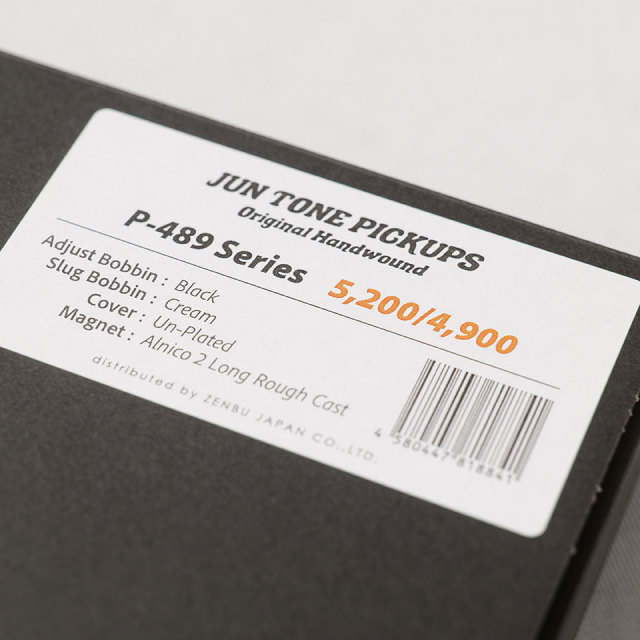 JUN TONE PICKUPS
Original Handwound
P-489 Series 5,200/4,900
Adjust Bobbin : Black
Slug Bobbin : Cream
Cover : Un-Plated
Magnet : Alnico 2 Long Rough Cast
distributed by ZENBU JAPAN CO.,LTD.
4 580447 818841